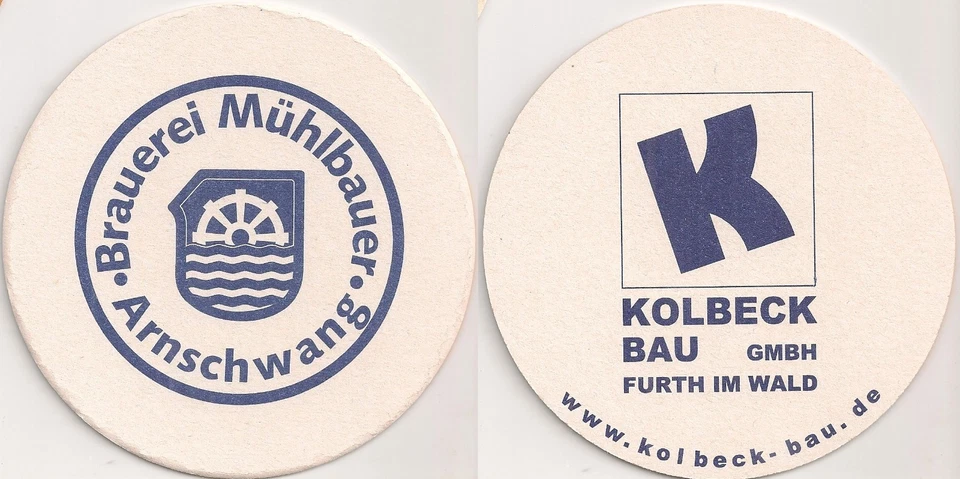 • Brauerei Mühlbauer •
Arnschwang
K
KOLBECK
BAU GMBH
FURTH IM WALD
www.kolbeck-bau.de